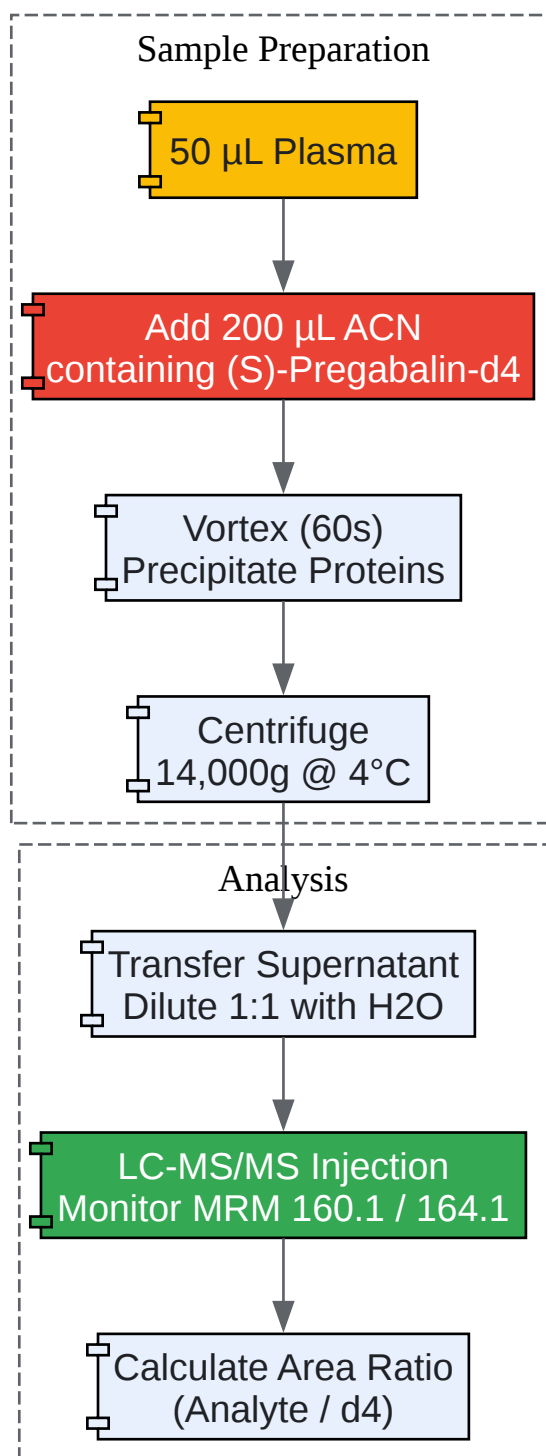 Sample Preparation
50 µL Plasma
Add 200 µL ACN
containing (S)-Pregabalin-d4
Vortex (60s)
Precipitate Proteins
Centrifuge
14,000g @ 4°C
Analysis
Transfer Supernatant
Dilute 1:1 with H2O
LC-MS/MS Injection
Monitor MRM 160.1 / 164.1
Calculate Area Ratio
(Analyte / d4)